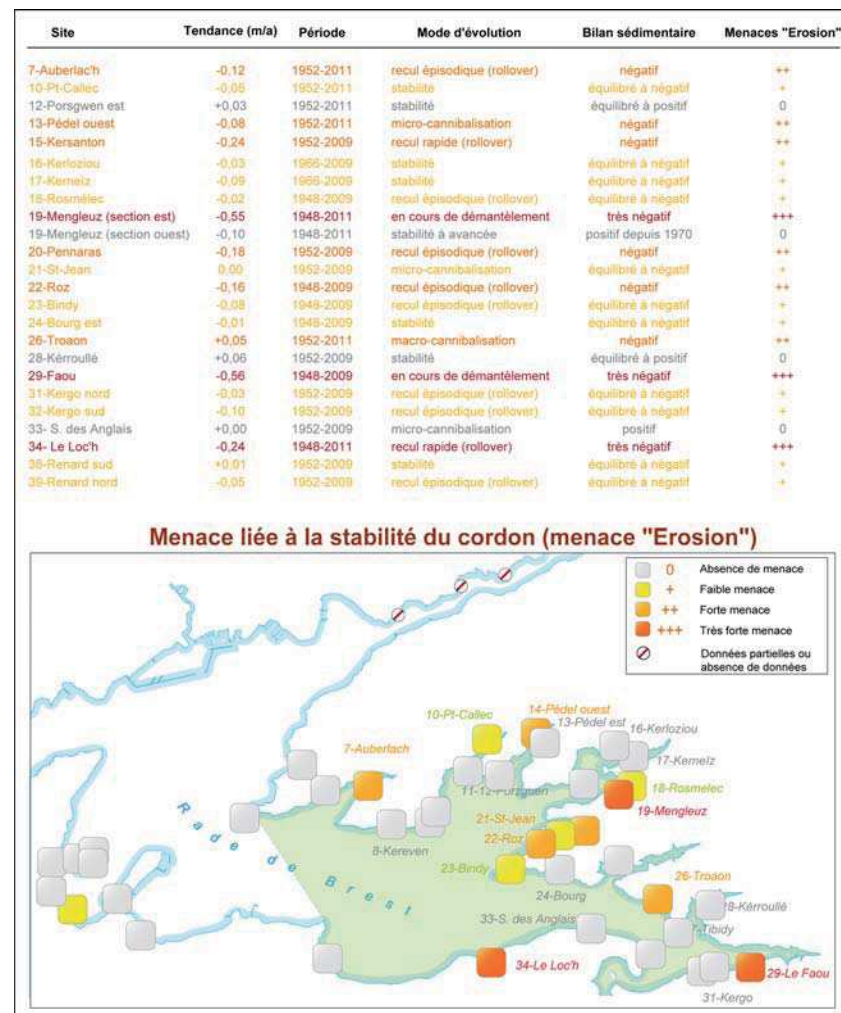 Site Tendance (m/a) Période Mode d'évolution Bilan sédimentaire Menaces "Erosion"
7-Auberlac'h -0,12 1952-2011 recul épisodique (rollover) négatif ++
10-Pt-Callec -0,05 1952-2011 stabilité équilibré à négatif +
12-Porsgwen est +0,03 1952-2011 stabilité équilibré à positif 0
13-Pédel ouest -0,08 1952-2011 micro-cannibalisation négatif ++
15-Kersanton -0,24 1952-2009 recul rapide (rollover) négatif ++
16-Kerloziou -0,03 1966-2009 stabilité équilibré à négatif +
17-Kerneïz -0,09 1966-2009 stabilité équilibré à négatif +
18-Rosmélec -0,02 1948-2009 recul épisodique (rollover) équilibré à négatif +
19-Mengleuz (section est) -0,55 1948-2011 en cours de démantèlement très négatif +++
19-Mengleuz (section ouest) -0,10 1948-2011 stabilité à avancée positif depuis 1970 0
20-Pennaras -0,18 1952-2009 recul épisodique (rollover) négatif ++
21-St-Jean 0,00 1952-2009 micro-cannibalisation équilibré à négatif +
22-Roz -0,16 1948-2009 recul épisodique (rollover) négatif ++
23-Bindy -0,08 1948-2009 recul épisodique (rollover) équilibré à négatif +
24-Bourg est -0,01 1948-2009 stabilité équilibré à négatif +
26-Troaon +0,05 1952-2011 macro-cannibalisation négatif ++
28-Kérroullé +0,06 1952-2009 stabilité équilibré à positif 0
29-Faou -0,56 1948-2009 en cours de démantèlement très négatif +++
31-Kergo nord -0,03 1952-2009 recul épisodique (rollover) équilibré à négatif +
32-Kergo sud -0,10 1952-2009 recul épisodique (rollover) équilibré à négatif +
33- S. des Anglais +0,00 1952-2009 micro-cannibalisation positif 0
34- Le Loc'h -0,24 1948-2011 recul rapide (rollover) très négatif +++
38-Renard sud +0,01 1952-2009 stabilité équilibré à négatif +
39-Renard nord -0,05 1952-2009 recul épisodique (rollover) équilibré à négatif +
Menace liée à la stabilité du cordon (menace "Erosion")
0 Absence de menace
+ Faible menace
++ Forte menace
+++ Très forte menace
Données partielles ou
absence de données
14-Pédel ouest
10-Pt-Callec
13-Pédel est
16-Kerloziou
7-Auberlach
17-Kerneïz
11-12-Porzguen
18-Rosmelec
19-Mengleuz
21-St-Jean
22-Roz
8-Kereven
Rade de Brest
23-Bindy
24-Bourg
26-Troaon
28-Kérroullé
33-S. des Anglais
7-Tibidy
34-Le Loc'h
29-Le Faou
31-Kergo